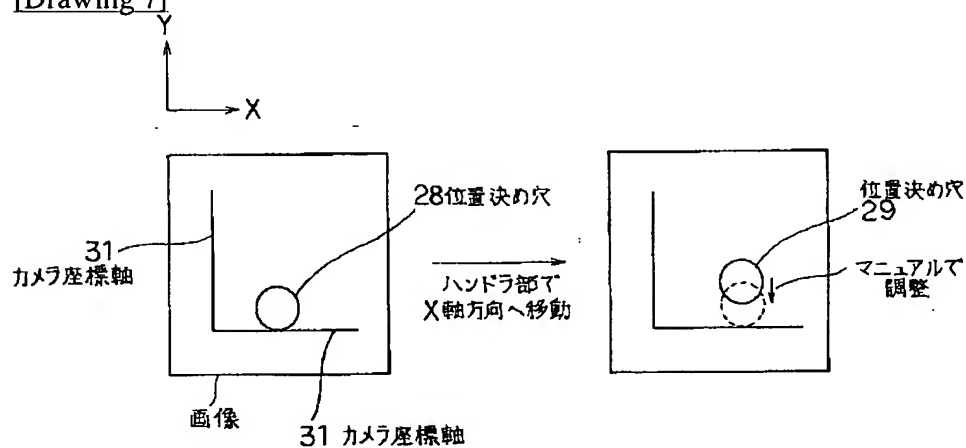 [Drawing 7]
Y
X
28位置決め穴
31
カメラ座標軸
画像
31 カメラ座標軸
ハンドラ部で
X軸方向へ移動
位置決め穴
29
マニュアルで
調整